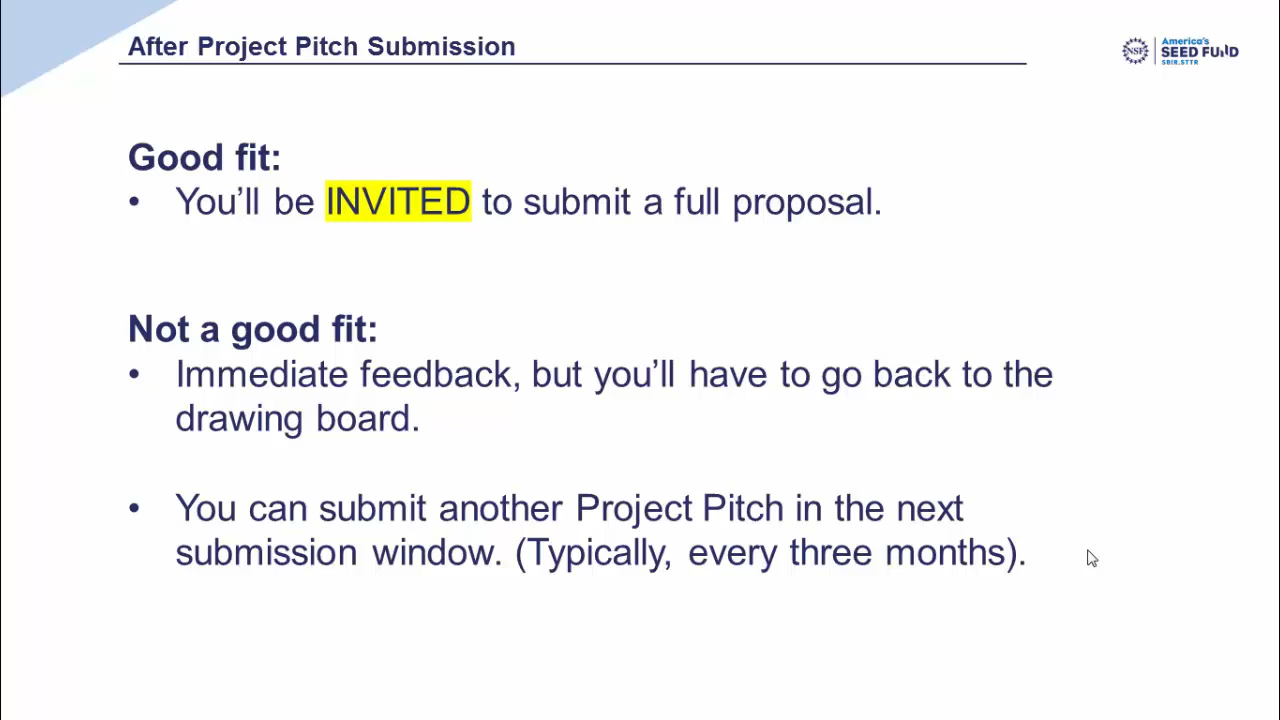 After Project Pitch Submission
NSF
America's
SEED FUND
SBIR.STTR
Good fit:
• You’ll be INVITED to submit a full proposal.
Not a good fit:
• Immediate feedback, but you’ll have to go back to the
drawing board.
• You can submit another Project Pitch in the next
submission window. (Typically, every three months).